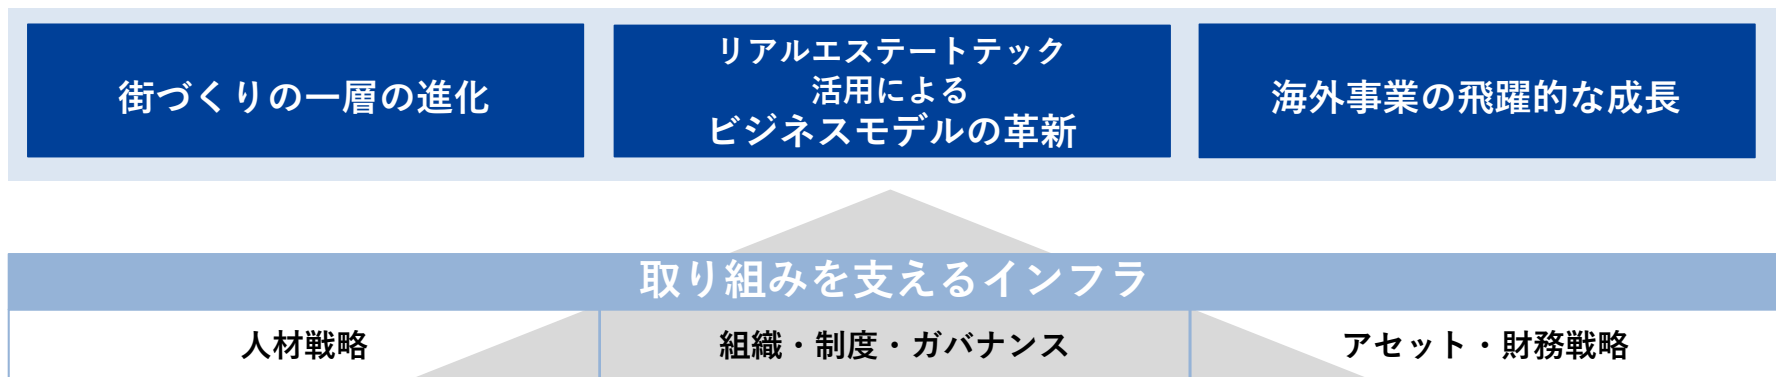 街づくりの一層の進化
リアルエステートテック
活用による
ビジネスモデルの革新
海外事業の飛躍的な成長
取り組みを支えるインフラ
人材戦略
組織・制度・ガバナンス
アセット・財務戦略